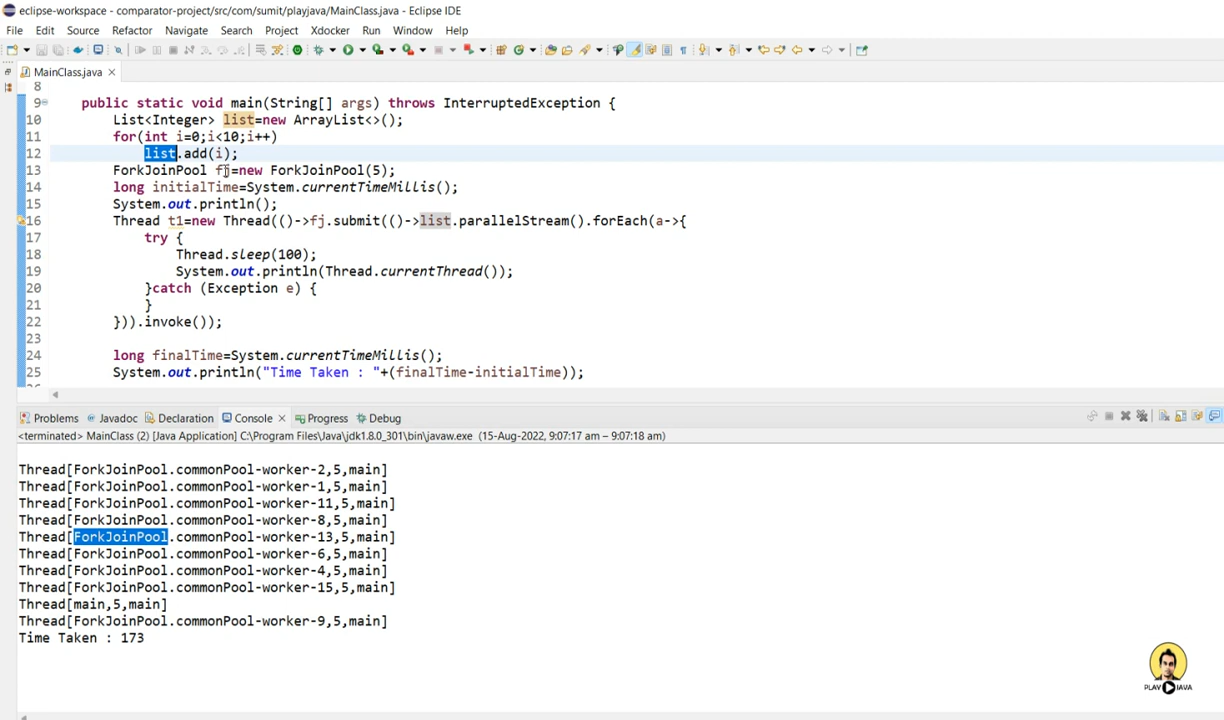 eclipse-workspace - comparator-project/src/com/sumit/playjava/MainClass.java - Eclipse IDE
File Edit Source Refactor Navigate Search Project Xdocker Run Window Help
MainClass.java
8
9 public static void main(String[] args) throws InterruptedException {
10 List<Integer> list=new ArrayList<>();
11 for(int i=0;i<10;i++)
12 list.add(i);
13 ForkJoinPool fj=new ForkJoinPool(5);
14 long initialTime=System.currentTimeMillis();
15 System.out.println();
16 Thread t1=new Thread(()->fj.submit(()->list.parallelStream().forEach(a->{
17 try {
18 Thread.sleep(100);
19 System.out.println(Thread.currentThread());
20 }catch (Exception e) {
21 }
22 })).invoke());
23
24 long finalTime=System.currentTimeMillis();
25 System.out.println("Time Taken : "+(finalTime-initialTime));
Problems Javadoc Declaration Console Progress Debug
<terminated> MainClass (2) [Java Application] C:\Program Files\Java\jdk1.8.0_301\bin\javaw.exe (15-Aug-2022, 9:07:17 am – 9:07:18 am)
Thread[ForkJoinPool.commonPool-worker-2,5,main]
Thread[ForkJoinPool.commonPool-worker-1,5,main]
Thread[ForkJoinPool.commonPool-worker-11,5,main]
Thread[ForkJoinPool.commonPool-worker-8,5,main]
Thread[ForkJoinPool.commonPool-worker-13,5,main]
Thread[ForkJoinPool.commonPool-worker-6,5,main]
Thread[ForkJoinPool.commonPool-worker-4,5,main]
Thread[ForkJoinPool.commonPool-worker-15,5,main]
Thread[main,5,main]
Thread[ForkJoinPool.commonPool-worker-9,5,main]
Time Taken : 173
PLAY JAVA